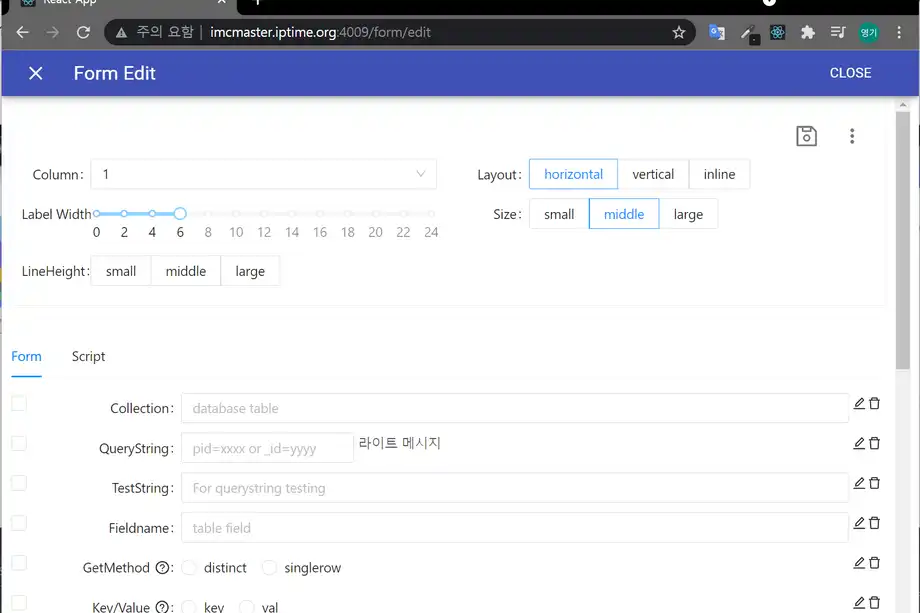 React App
주의 요함 imcmaster.iptime.org:4009/form/edit 영기
Form Edit CLOSE
Column: 1 Layout: horizontal vertical inline
Label Width Size: small middle large
0 2 4 6 8 10 12 14 16 18 20 22 24
LineHeight: small middle large
Form Script
Collection: database table
QueryString: pid=xxxx or _id=yyyy 라이트 메시지
TestString: For querystring testing
Fieldname: table field
GetMethod ?: distinct singlerow
Key/Value ?: key val